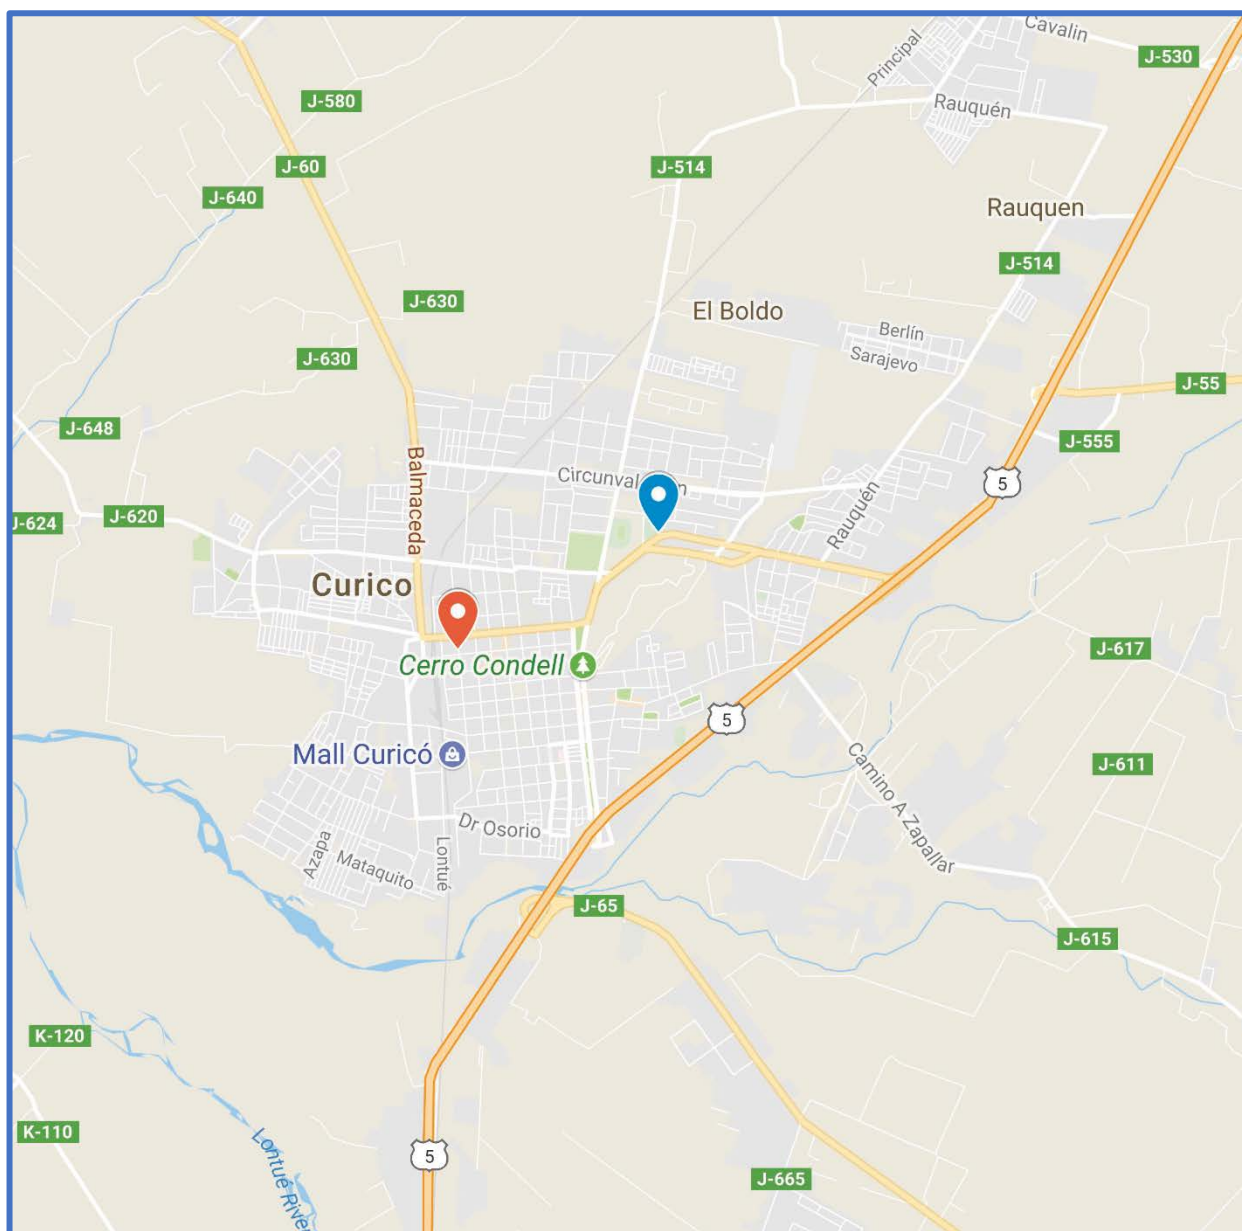 Cavalin
J-530
Principal
J-580
Rauquén
J-60
J-514
J-640
Rauquen
J-514
J-630
El Boldo
Berlín
Sarajevo
J-630
J-55
J-648
J-555
Balmaceda
5
Rauquén
J-624
J-620
Curico
Cerro Condell
J-617
5
Mall Curicó
Camino A Zapallar
J-611
Dr Osorio
Azapa
Mataquito
Lontué
J-65
J-615
K-120
K-110
Lontué River
5
J-665